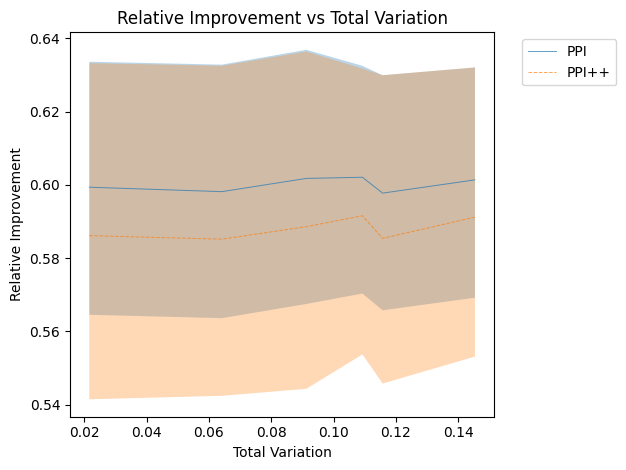 Relative Improvement vs Total Variation
0.64
0.62
0.60
0.58
0.56
0.54
Relative Improvement
0.02 0.04 0.06 0.08 0.10 0.12 0.14
Total Variation
PPI
PPI++